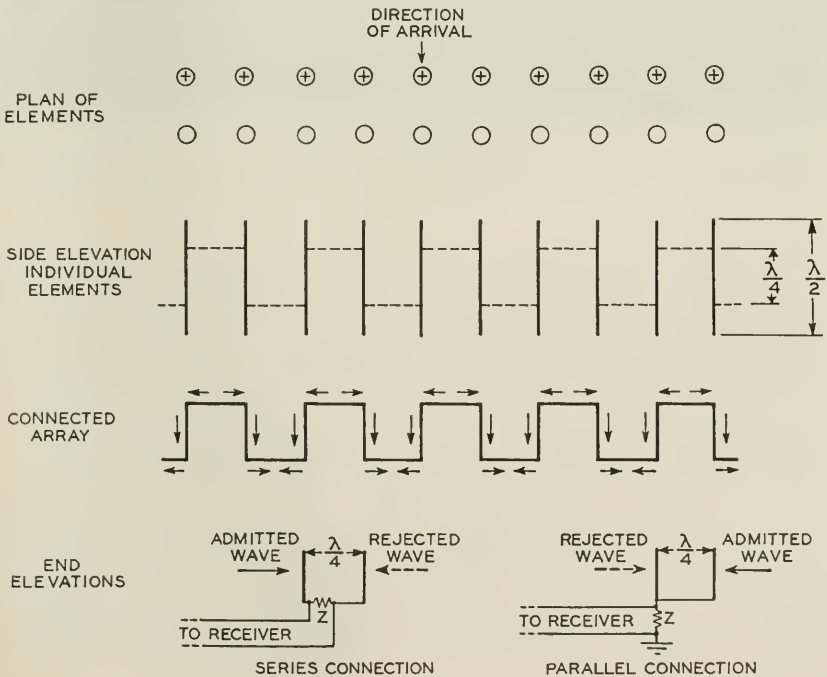 DIRECTION
OF ARRIVAL
PLAN OF
ELEMENTS
SIDE ELEVATION
INDIVIDUAL
ELEMENTS
λ/4
λ/2
CONNECTED
ARRAY
END
ELEVATIONS
ADMITTED
WAVE
λ/4
REJECTED
WAVE
Z
TO RECEIVER
SERIES CONNECTION
REJECTED
WAVE
λ/4
ADMITTED
WAVE
TO RECEIVER
Z
PARALLEL CONNECTION